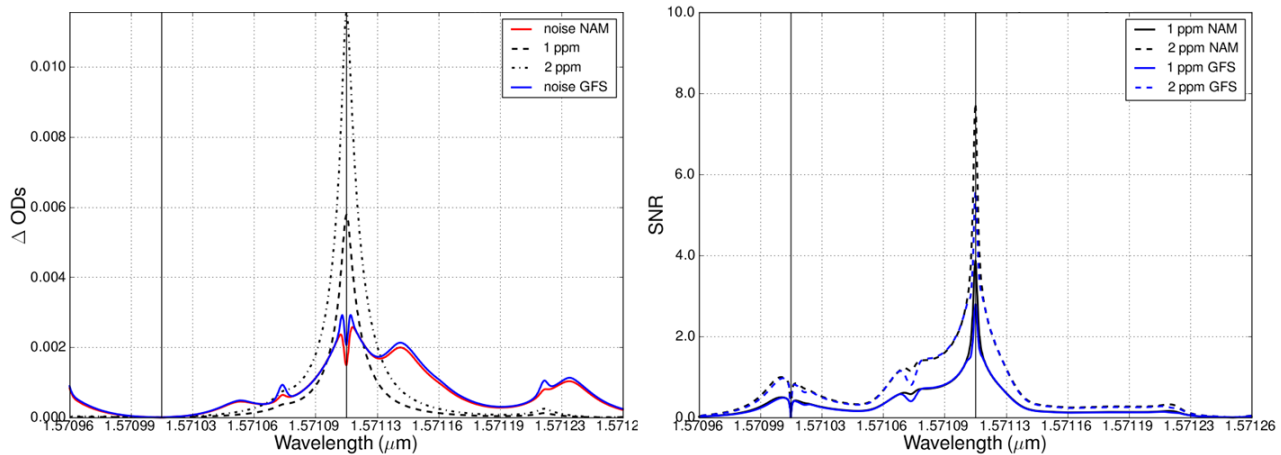 noise NAM
1 ppm
2 ppm
noise GFS
0.010
0.008
0.006
0.004
0.002
0.000
Δ ODs
1.57096 1.57099 1.57103 1.57106 1.57109 1.57113 1.57116 1.57119 1.57123 1.5712
Wavelength (μm)
1 ppm NAM
2 ppm NAM
1 ppm GFS
2 ppm GFS
10.0
8.0
6.0
4.0
2.0
0.0
SNR
1.57096 1.57099 1.57103 1.57106 1.57109 1.57113 1.57116 1.57119 1.57123 1.57126
Wavelength (μm)